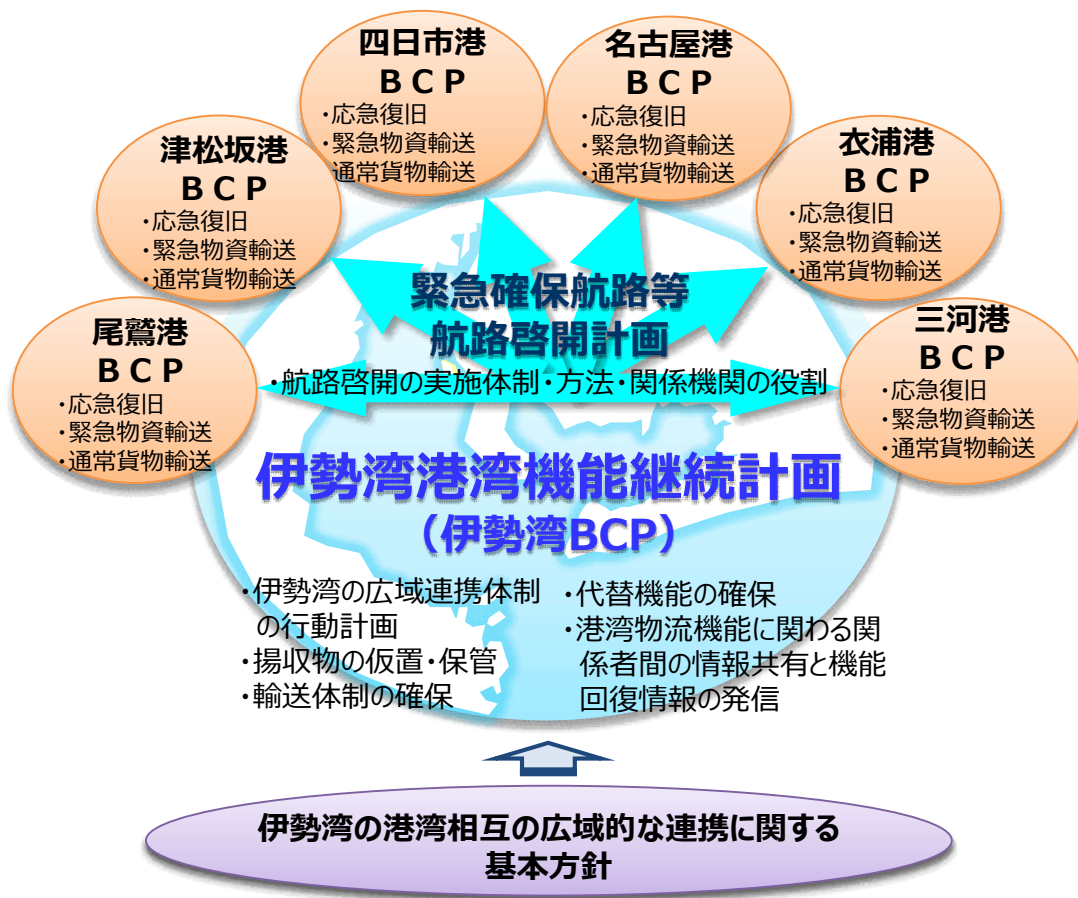 四日市港
BCP
・応急復旧
・緊急物資輸送
・通常貨物輸送
名古屋港
BCP
・応急復旧
・緊急物資輸送
・通常貨物輸送
津松坂港
BCP
・応急復旧
・緊急物資輸送
・通常貨物輸送
衣浦港
BCP
・応急復旧
・緊急物資輸送
・通常貨物輸送
尾鷲港
BCP
・応急復旧
・緊急物資輸送
・通常貨物輸送
三河港
BCP
・応急復旧
・緊急物資輸送
・通常貨物輸送
緊急確保航路等
航路啓開計画
・航路啓開の実施体制・方法・関係機関の役割
伊勢湾港湾機能継続計画
（伊勢湾BCP）
・伊勢湾の広域連携体制
の行動計画
・揚収物の仮置・保管
・輸送体制の確保
・代替機能の確保
・港湾物流機能に関わる関
係者間の情報共有と機能
回復情報の発信
伊勢湾の港湾相互の広域的な連携に関する
基本方針